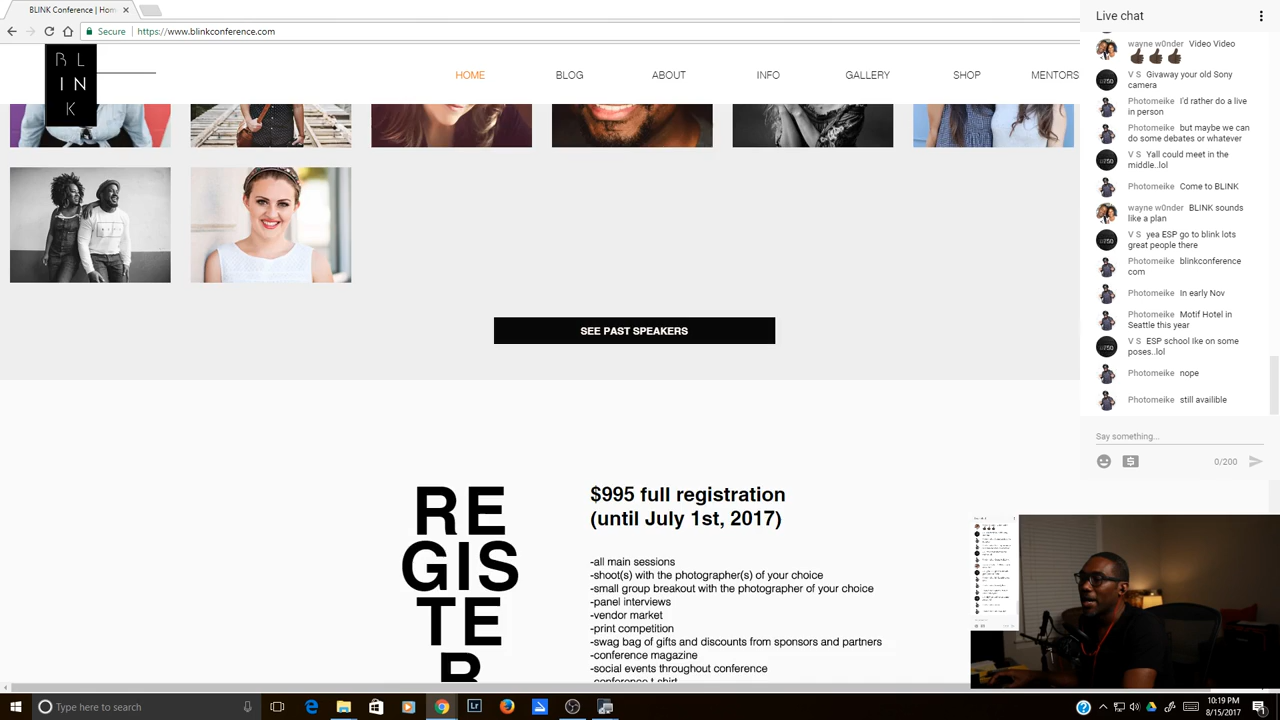 BLINK Conference | Hom
Secure
https://www.blinkconference.com
BL
IN
K
HOME
BLOG
ABOUT
INFO
GALLERY
SHOP
MENTORS
SEE PAST SPEAKERS
RE
GIS
TE
R
$995 full registration
(until July 1st, 2017)
-all main sessions
-shoot(s) with the photographer(s) of your choice
-small group breakout with the photographer of your choice
-panel interviews
-vendor market
-print competition
-swag bag of gifts and discounts from sponsors and partners
-conference magazine
-social events throughout conference
-conference t-shirt
Live chat
wayne w0nder Video Video
V S Givaway your old Sony
camera
Photomeike I'd rather do a live
in person
Photomeike but maybe we can
do some debates or whatever
V S Yall could meet in the
middle..lol
Photomeike Come to BLINK
wayne w0nder BLINK sounds
like a plan
V S yea ESP go to blink lots
great people there
Photomeike blinkconference
com
Photomeike In early Nov
Photomeike Motif Hotel in
Seattle this year
V S ESP school Ike on some
poses..lol
Photomeike nope
Photomeike still availible
Say something...
0/200
Type here to search
10:19 PM
8/15/2017